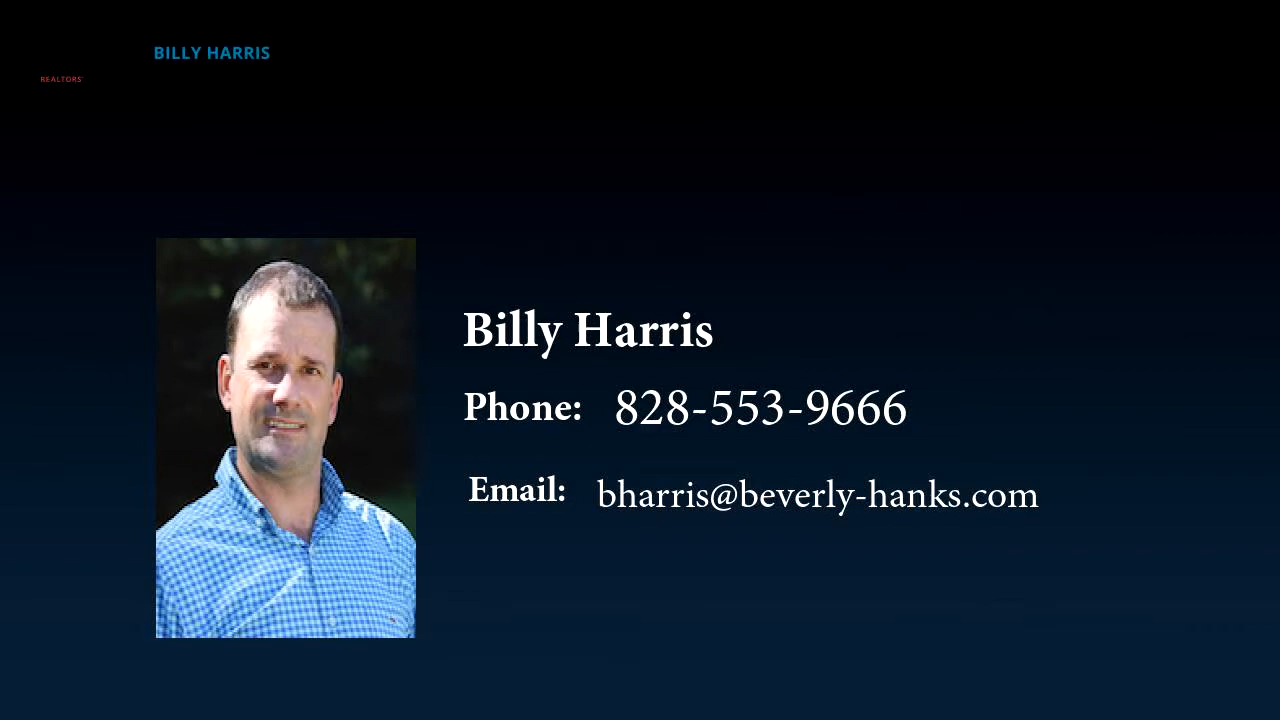 BILLY HARRIS
REALTORS'
Billy Harris
Phone: 828-553-9666
Email: bharris@beverly-hanks.com